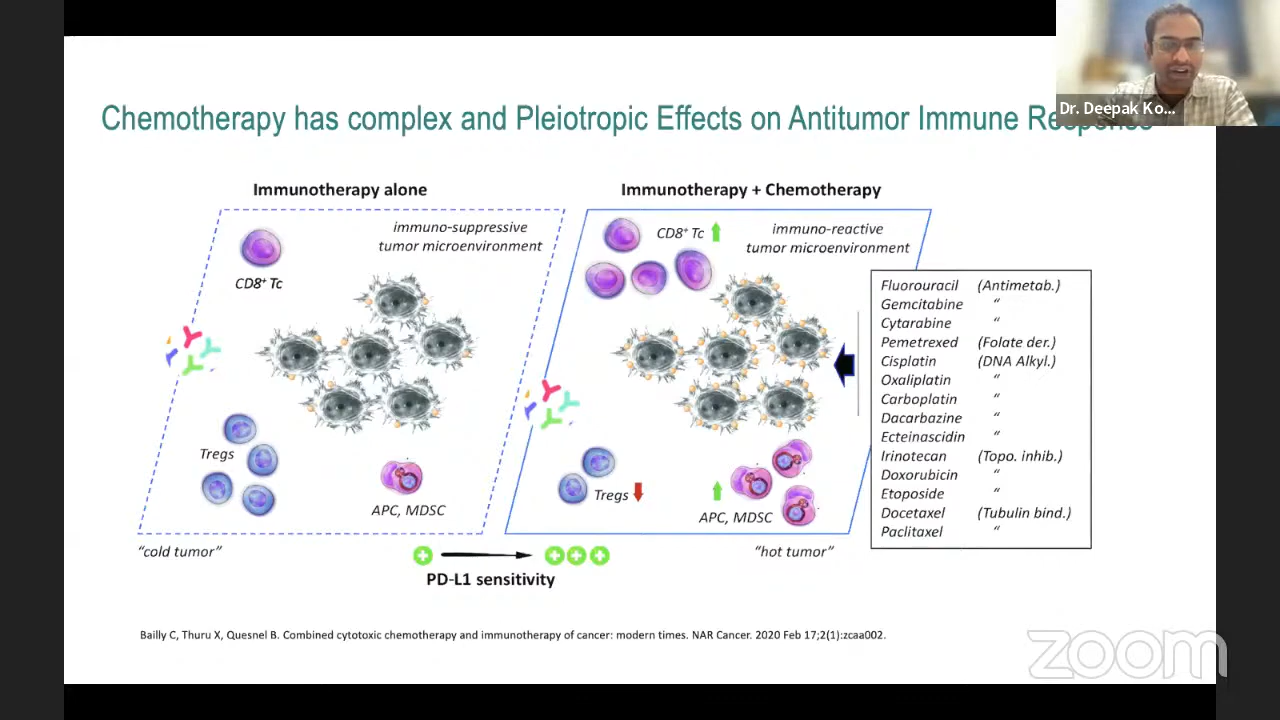 Dr. Deepak Ko...
Chemotherapy has complex and Pleiotropic Effects on Antitumor Immune Response
Immunotherapy alone
immuno-suppressive
tumor microenvironment
CD8⁺ Tc
Tregs
APC, MDSC
"cold tumor"
Immunotherapy + Chemotherapy
CD8⁺ Tc
immuno-reactive
tumor microenvironment
Tregs
APC, MDSC
"hot tumor"
PD-L1 sensitivity
Fluorouracil (Antimetab.)
Gemcitabine "
Cytarabine "
Pemetrexed (Folate der.)
Cisplatin (DNA Alkyl.)
Oxaliplatin "
Carboplatin "
Dacarbazine "
Ecteinascidin "
Irinotecan (Topo. inhib.)
Doxorubicin "
Etoposide "
Docetaxel (Tubulin bind.)
Paclitaxel "
Bailly C, Thuru X, Quesnel B. Combined cytotoxic chemotherapy and immunotherapy of cancer: modern times. NAR Cancer. 2020 Feb 17;2(1):zcaa002.
zoom